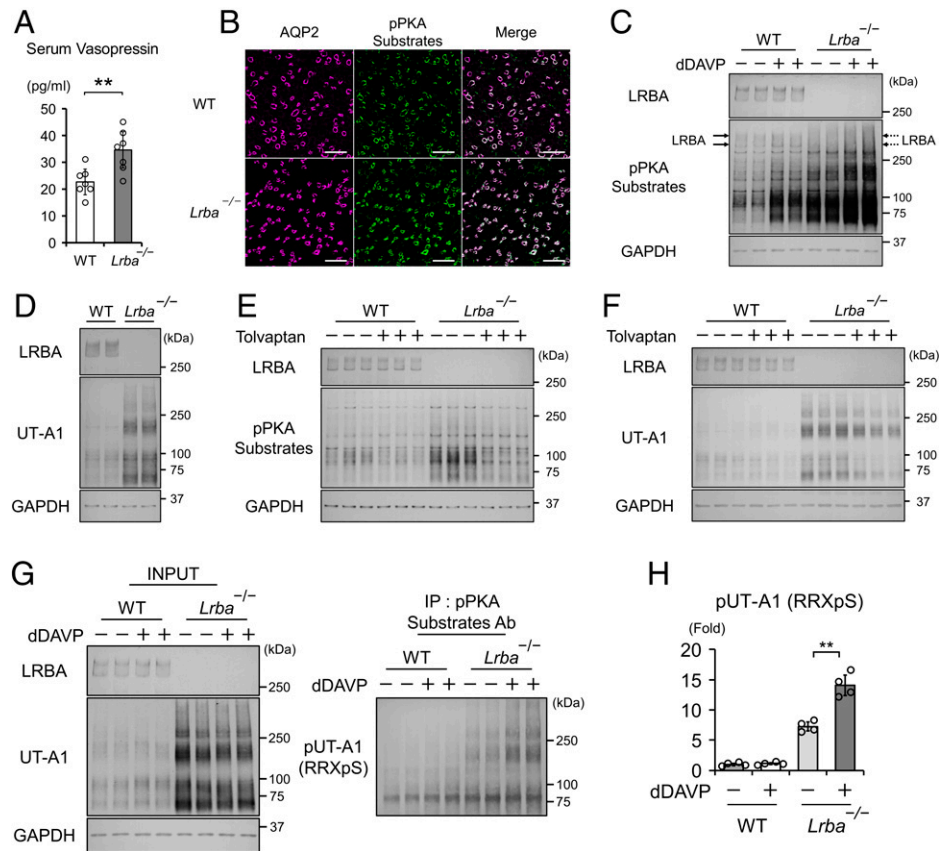 A
Serum Vasopressin
(pg/ml)
**
50
40
30
20
10
0
WT
Lrba−/−
B
AQP2
pPKA
Substrates
Merge
WT
Lrba−/−
C
WT
Lrba−/−
dDAVP − − + + − − + +
(kDa)
LRBA
250
LRBA
LRBA
pPKA
Substrates
250
100
75
GAPDH
37
D
WT
Lrba−/−
(kDa)
LRBA
250
UT-A1
250
100
75
GAPDH
37
E
WT
Lrba−/−
Tolvaptan − − − + + + − − − + + +
(kDa)
LRBA
250
pPKA
Substrates
250
100
75
GAPDH
37
F
WT
Lrba−/−
Tolvaptan − − − + + + − − − + + +
(kDa)
LRBA
250
UT-A1
250
100
75
GAPDH
37
G
INPUT
WT
Lrba−/−
dDAVP − − + + − − + +
(kDa)
LRBA
250
UT-A1
250
100
75
GAPDH
37
IP : pPKA
Substrates Ab
WT
Lrba−/−
dDAVP − − + + − − + +
(kDa)
pUT-A1
(RRXpS)
250
100
75
H
pUT-A1 (RRXpS)
(Fold)
**
20
15
10
5
0
dDAVP − + − +
WT
Lrba−/−